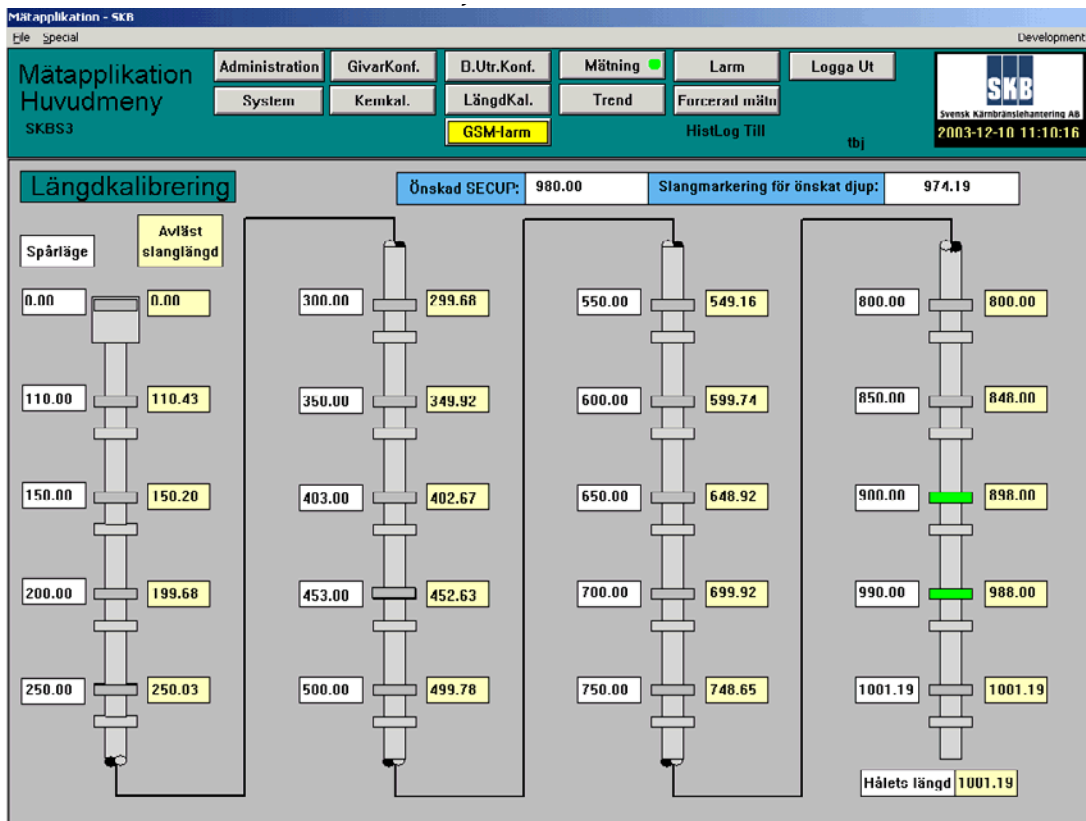 Mätapplikation - SKB
File Special Development
Mätapplikation
Huvudmeny
SKBS3
Administration GivarKonf. D.Utr.Konf. Mätning Larm Logga Ut
System Kemkal. LängdKal. Trend Forcerad mätn
GSM-larm HistLog Till tbj
SKB
Svensk Kärnbränslehantering AB
2003-12-10 11:10:16
Längdkalibrering
Önskad SECUP: 980.00 Slangmarkering för önskat djup: 974.19
Spårläge
Avläst
slanglängd
0.00 0.00
110.00 110.43
150.00 150.20
200.00 199.68
250.00 250.03
300.00 299.68
350.00 349.92
403.00 402.67
453.00 452.63
500.00 499.78
550.00 549.16
600.00 599.74
650.00 648.92
700.00 699.92
750.00 748.65
800.00 800.00
850.00 848.00
900.00 898.00
990.00 988.00
1001.19 1001.19
Hålets längd 1001.19